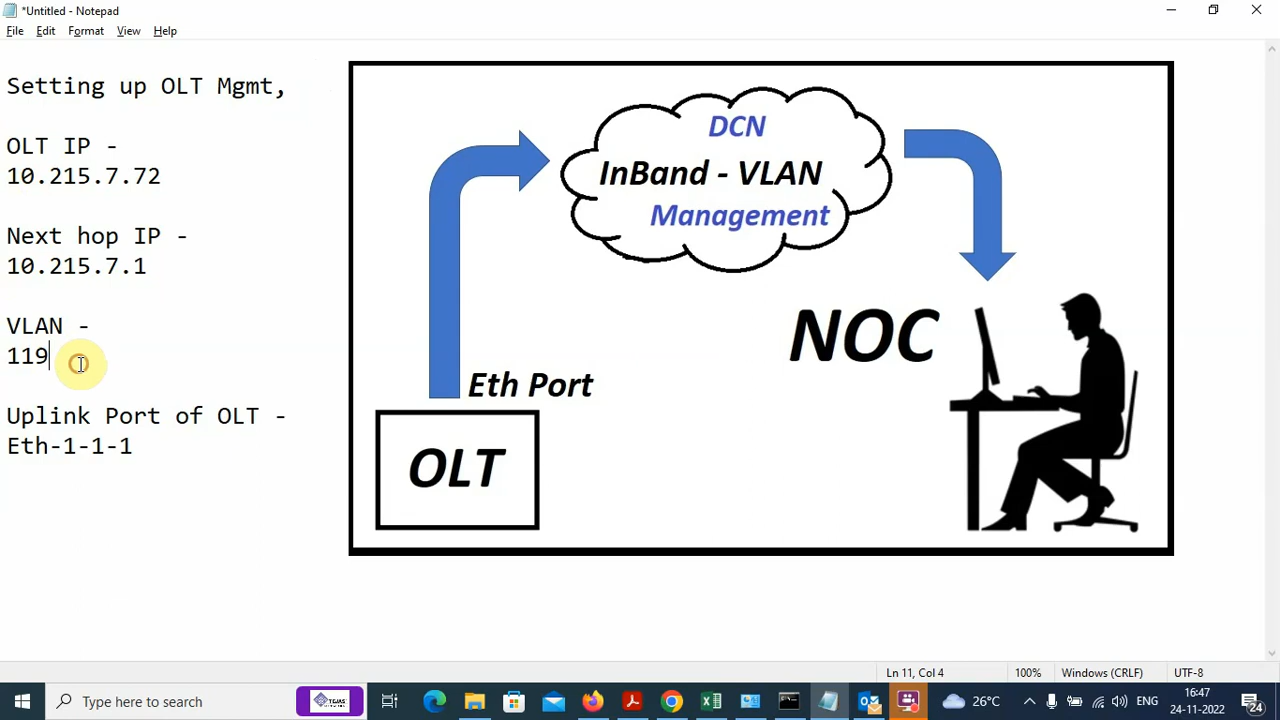 *Untitled - Notepad
File Edit Format View Help
Setting up OLT Mgmt,
OLT IP -
10.215.7.72
Next hop IP -
10.215.7.1
VLAN -
119
Uplink Port of OLT -
Eth-1-1-1
DCN
InBand - VLAN
Management
NOC
Eth Port
OLT
Ln 11, Col 4
100%
Windows (CRLF)
UTF-8
Type here to search
TEJAS
26°C
ENG
16:47
24-11-2022
24